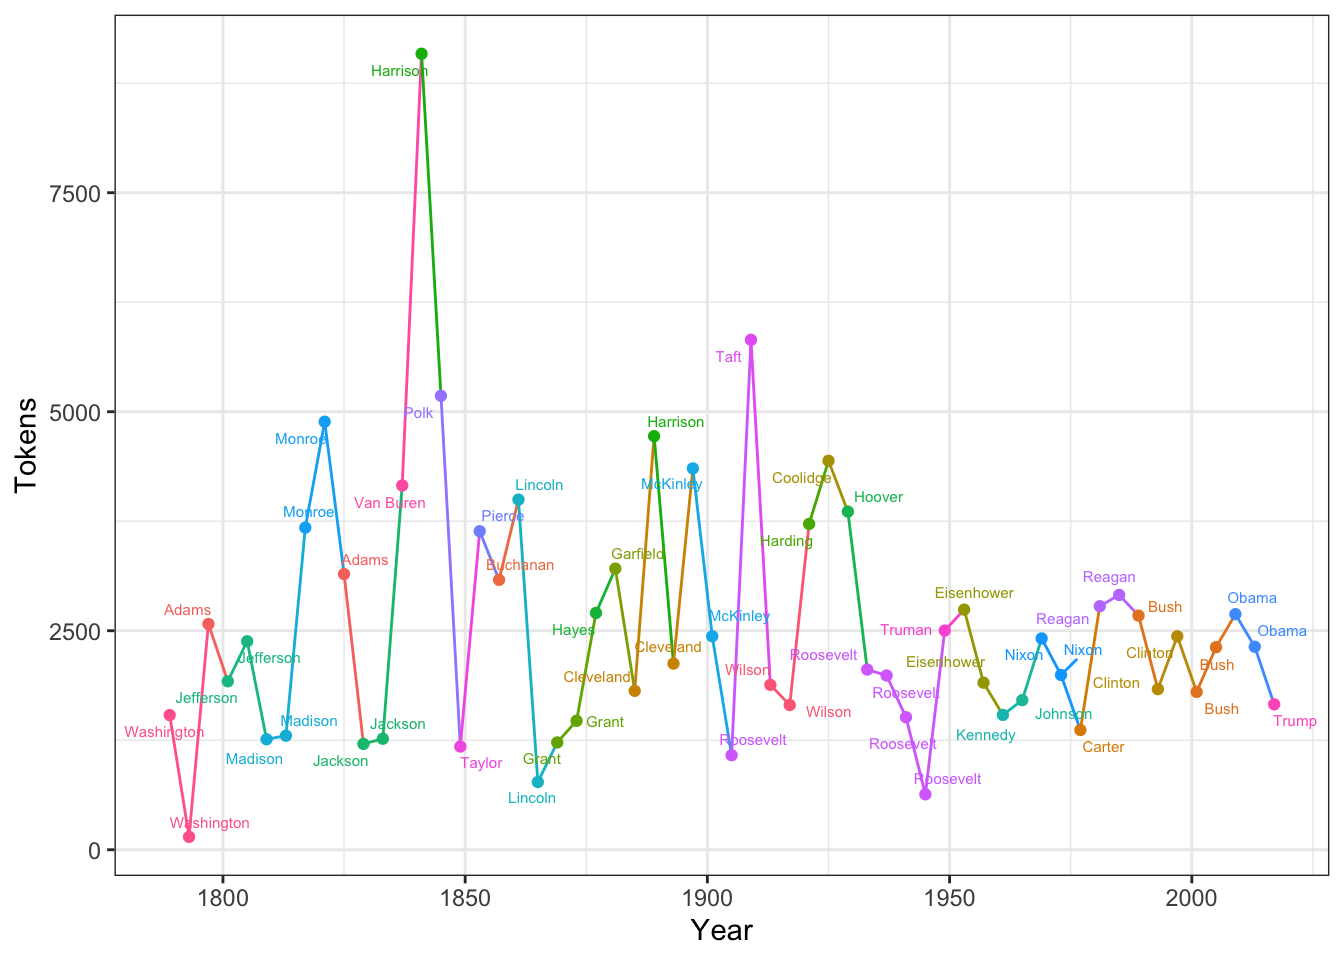 Harrison
7500
Tokens
5000
2500
0
Taft
Polk
Harrison
Monroe
McKinley
Coolidge
Lincoln
Hoover
Van Buren
Monroe
Pierce
Harding
Adams
Buchanan
Garfield
Reagan
Eisenhower
Obama
Adams
Bush
McKinley
Reagan
Hayes
Truman
Obama
Jefferson
Cleveland
Roosevelt
Nixon
Nixon
Clinton
Eisenhower
Bush
Wilson
Cleveland
Clinton
Jefferson
Roosevelt
Bush
Wilson
Johnson
Madison
Grant
Trump
Washington
Jackson
Kennedy
Roosevelt
Roosevelt
Carter
Madison
Jackson
Taylor
Grant
Roosevelt
Lincoln
Washington
1800
1850
1900
1950
2000
Year